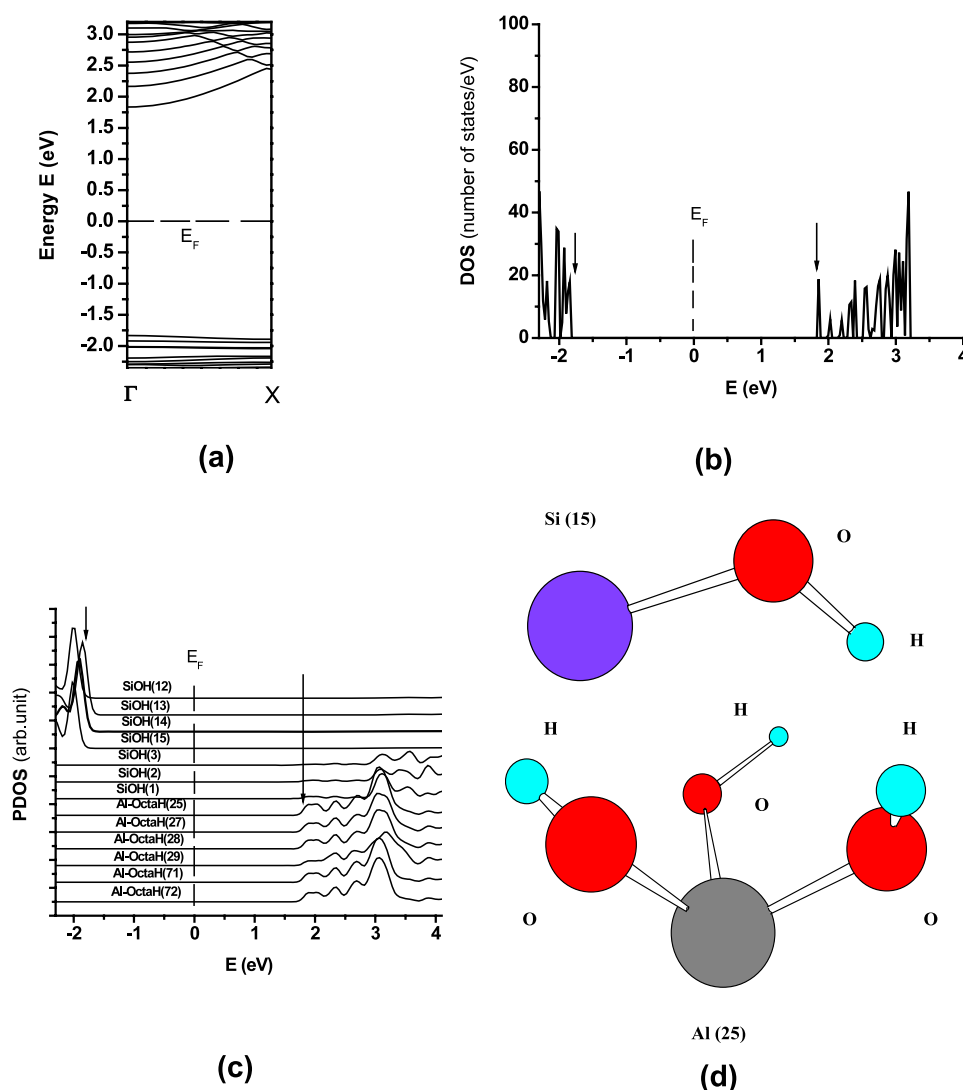 3.0
2.5
2.0
1.5
1.0
0.5
0.0
-0.5
-1.0
-1.5
-2.0
Energy E (eV)
E_F
Γ X
(a)
100
80
60
40
20
0
DOS (number of states/eV)
E_F
-2 -1 0 1 2 3 4
E (eV)
(b)
PDOS (arb.unit)
E_F
SiOH(12)
SiOH(13)
SiOH(14)
SiOH(15)
SiOH(3)
SiOH(2)
SiOH(1)
Al-OctaH(25)
Al-OctaH(27)
Al-OctaH(28)
Al-OctaH(29)
Al-OctaH(71)
Al-OctaH(72)
-2 -1 0 1 2 3 4
E (eV)
(c)
Si (15)
O
H
H
H
H
O
O
O
Al (25)
(d)